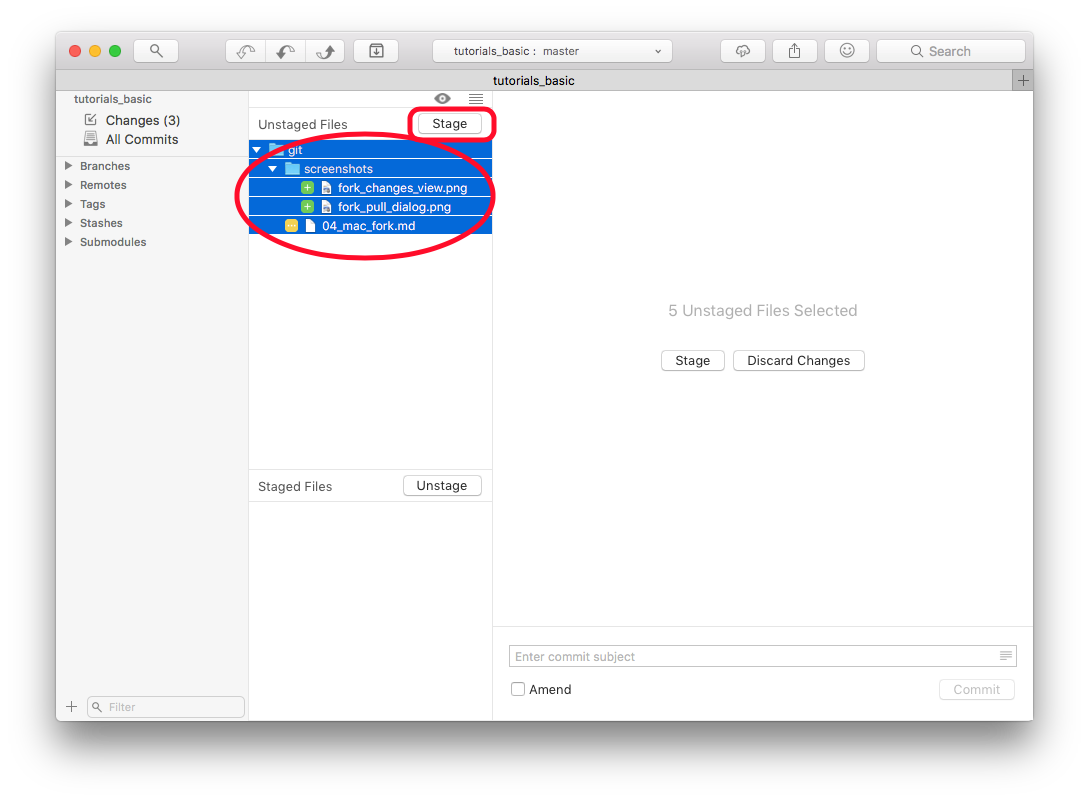 tutorials_basic : master
Search
tutorials_basic
tutorials_basic
Changes (3)
All Commits
Branches
Remotes
Tags
Stashes
Submodules
Filter
Unstaged Files
Stage
git
screenshots
fork_changes_view.png
fork_pull_dialog.png
04_mac_fork.md
Staged Files
Unstage
5 Unstaged Files Selected
Stage
Discard Changes
Enter commit subject
Amend
Commit